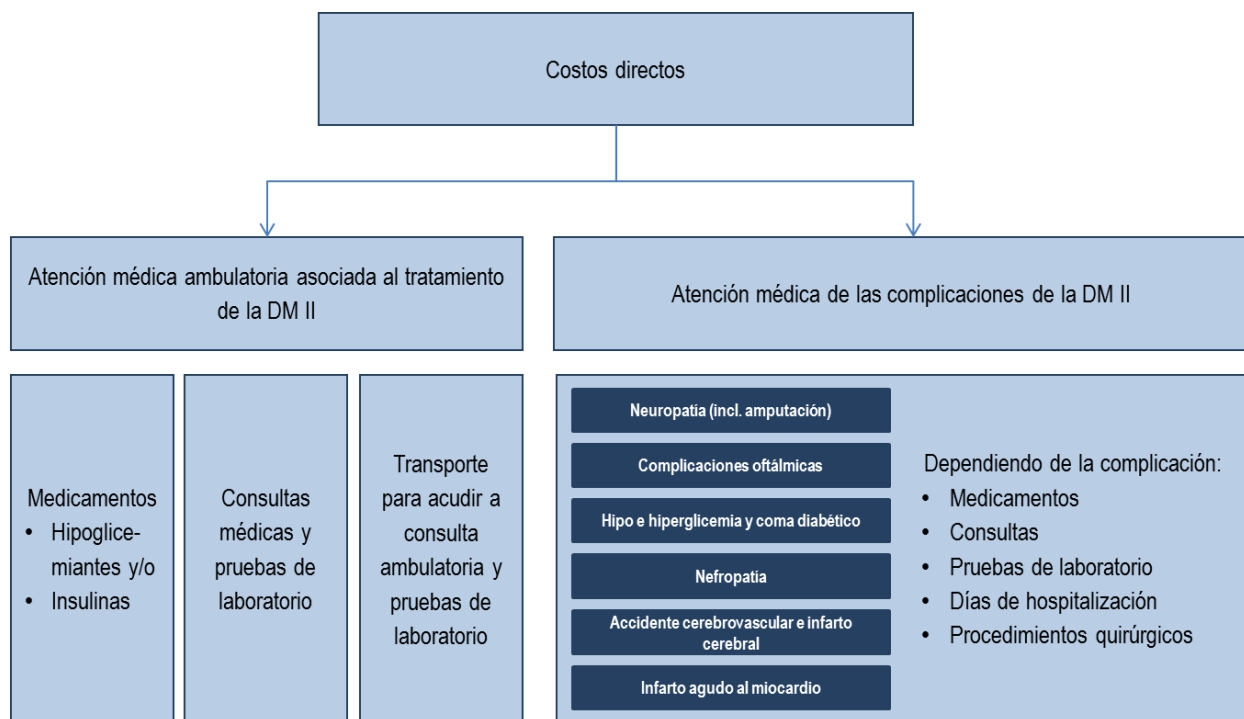 Costos directos
Atención médica ambulatoria asociada al tratamiento
de la DM II
Atención médica de las complicaciones de la DM II
Medicamentos
• Hipoglice-
miantes y/o
• Insulinas
Consultas
médicas y
pruebas de
laboratorio
Transporte
para acudir a
consulta
ambulatoria y
pruebas de
laboratorio
Neuropatía (incl. amputación)
Complicaciones oftálmicas
Hipo e hiperglicemia y coma diabético
Nefropatía
Accidente cerebrovascular e infarto
cerebral
Infarto agudo al miocardio
Dependiendo de la complicación:
• Medicamentos
• Consultas
• Pruebas de laboratorio
• Días de hospitalización
• Procedimientos quirúrgicos